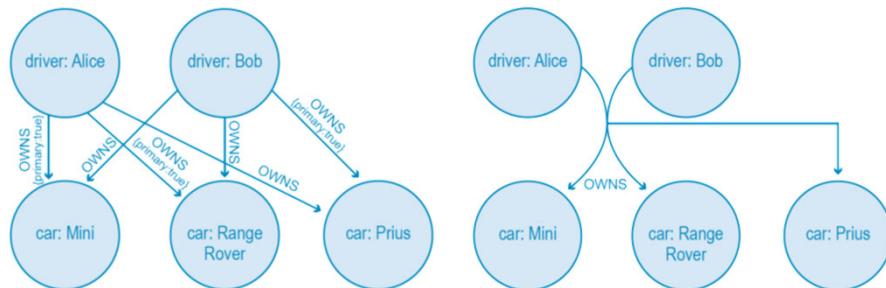 driver: Alice
driver: Bob
OWNS
{primary:true}
OWNS
OWNS
{primary:true}
OWNS
OWNS
OWNS
{primary:true}
car: Mini
car: Range
Rover
car: Prius
driver: Alice
driver: Bob
OWNS
car: Mini
car: Range
Rover
car: Prius